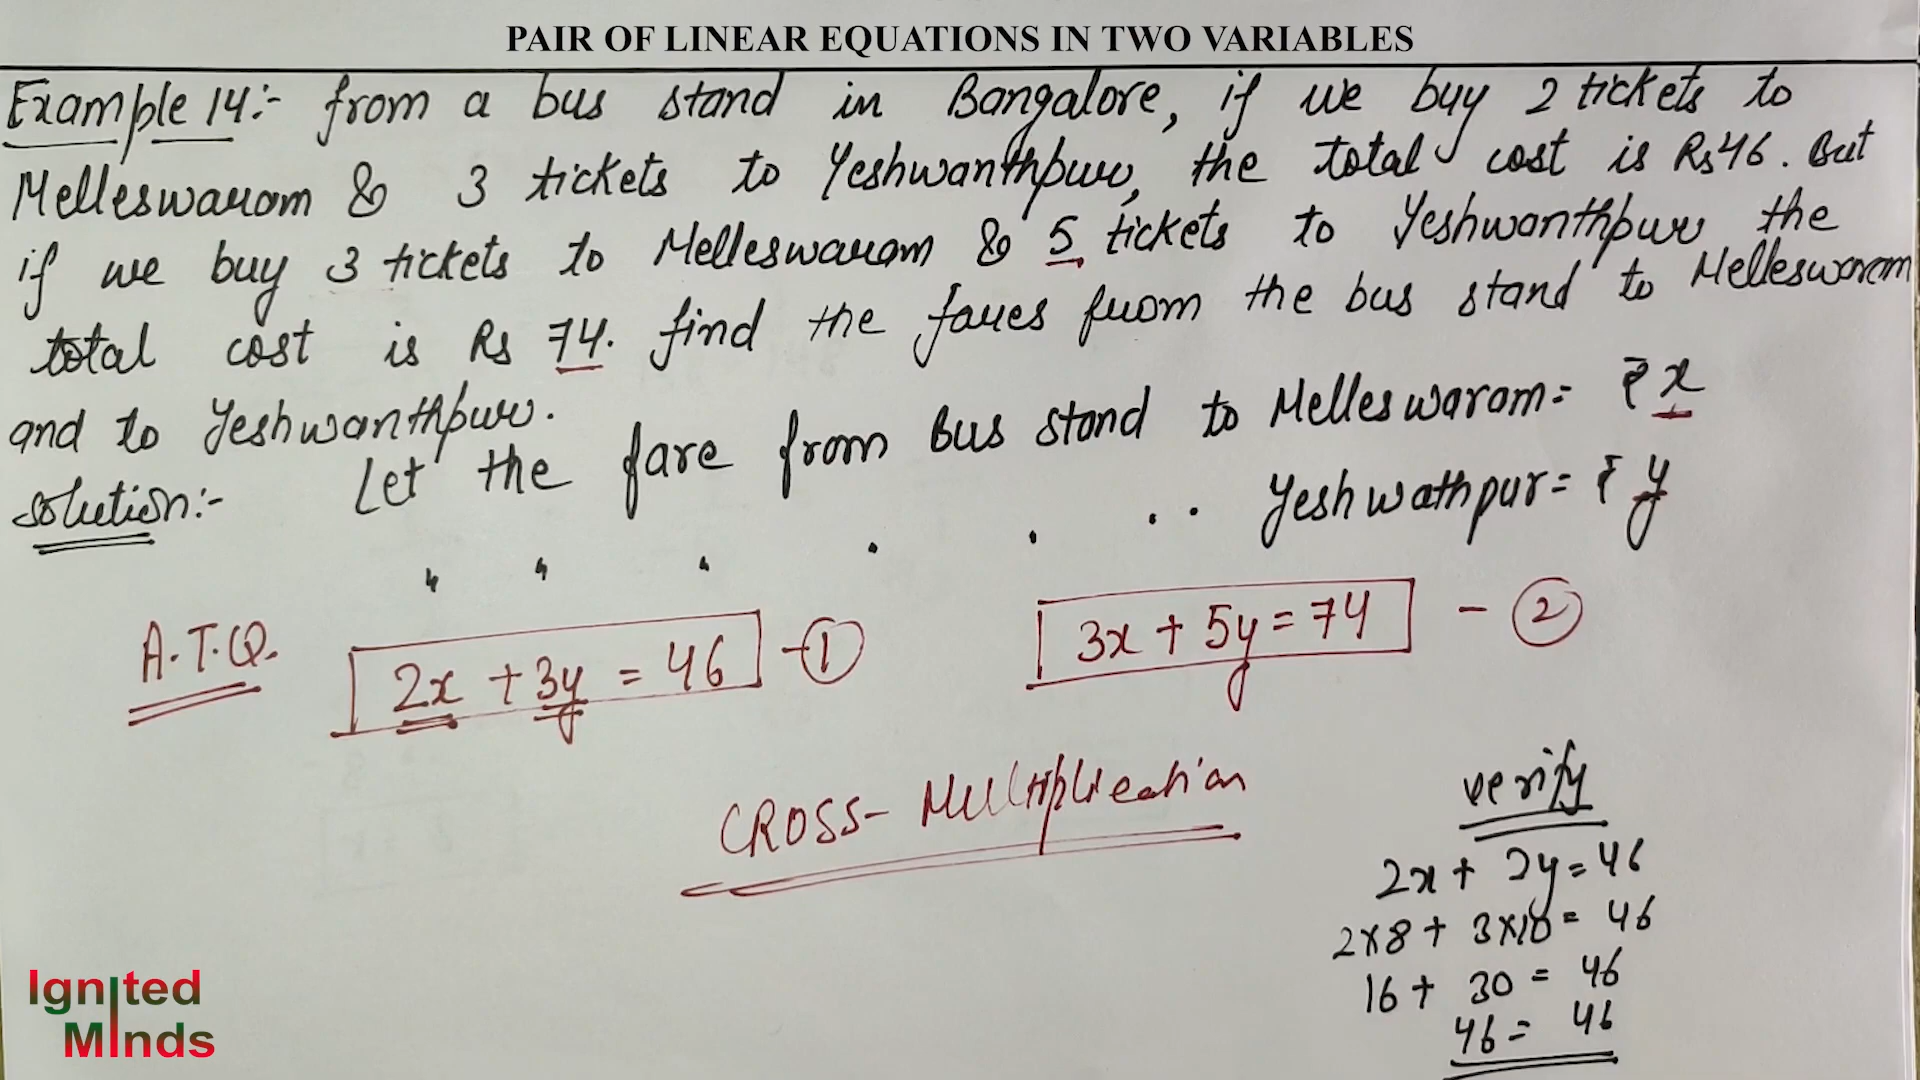 PAIR OF LINEAR EQUATIONS IN TWO VARIABLES
Example 14:- from a bus stand in Bangalore, if we buy 2 tickets to
Melleswaram & 3 tickets to Yeshwanthpur, the total cost is Rs 46. But
if we buy 3 tickets to Melleswaram & 5 tickets to Yeshwanthpur the
total cost is Rs 74. find the fares from the bus stand to Melleswaram
and to Yeshwanthpur.
Solution:- Let the fare from Bus stand to Melleswaram = ₹ x
" " " . . . . Yeshwathpur = ₹ y
A.T.Q. 2x + 3y = 46 - ① 3x + 5y = 74 - ②
CROSS- Multiplication
verify
2x + 3y = 46
2x8 + 3x10 = 46
16 + 30 = 46
46 = 46
Ignited
Minds